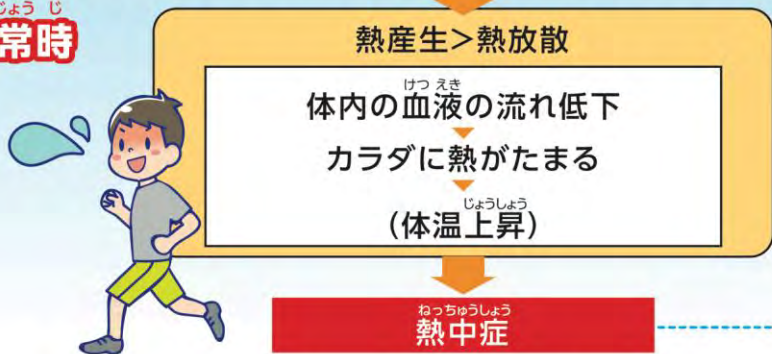 常時
熱産生>熱放散
体内の血液の流れ低下
カラダに熱がたまる
(体温上昇)
熱中症